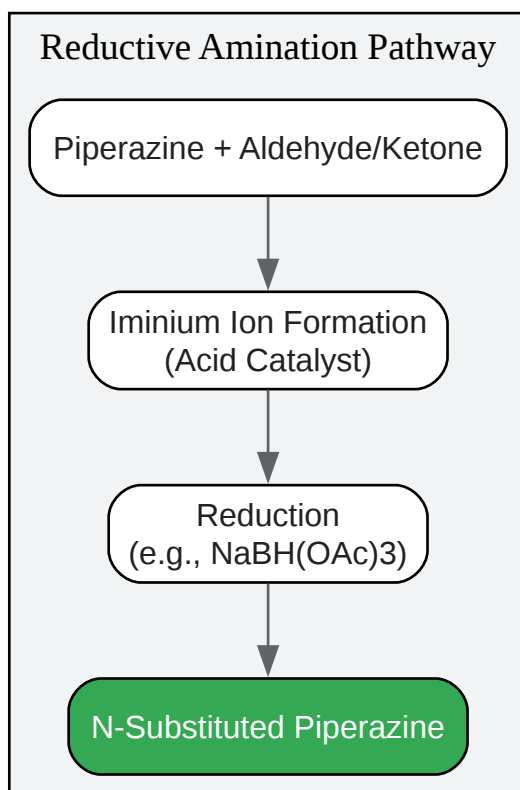 Reductive Amination Pathway
Piperazine + Aldehyde/Ketone
Iminium Ion Formation
(Acid Catalyst)
Reduction
(e.g., NaBH(OAc)3)
N-Substituted Piperazine